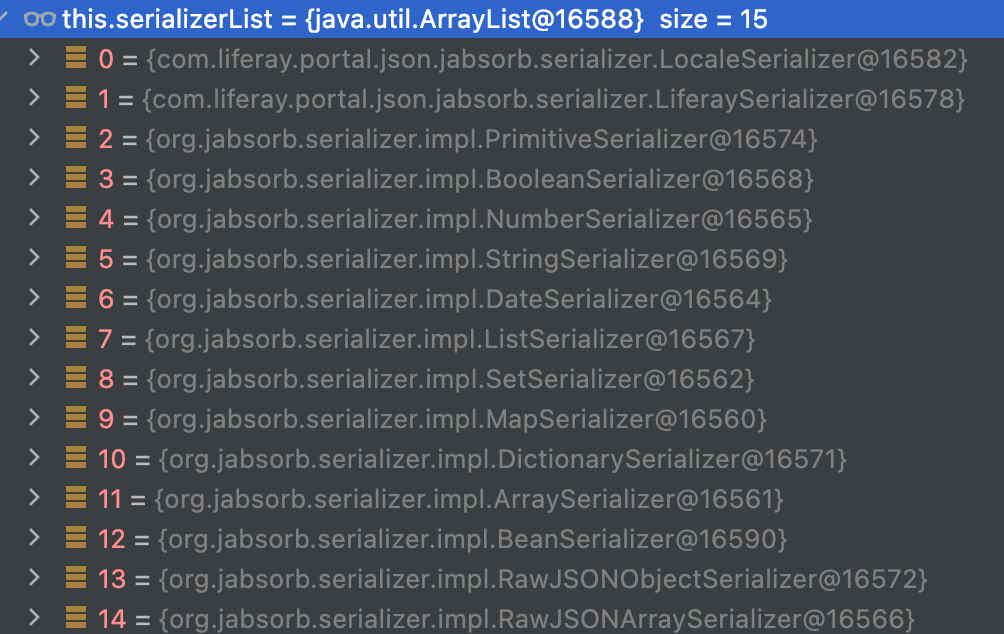 this.serializerList = {java.util.ArrayList@16588} size = 15
0 = {com.liferay.portal.json.jabsorb.serializer.LocaleSerializer@16582}
1 = {com.liferay.portal.json.jabsorb.serializer.LiferaySerializer@16578}
2 = {org.jabsorb.serializer.impl.PrimitiveSerializer@16574}
3 = {org.jabsorb.serializer.impl.BooleanSerializer@16568}
4 = {org.jabsorb.serializer.impl.NumberSerializer@16565}
5 = {org.jabsorb.serializer.impl.StringSerializer@16569}
6 = {org.jabsorb.serializer.impl.DateSerializer@16564}
7 = {org.jabsorb.serializer.impl.ListSerializer@16567}
8 = {org.jabsorb.serializer.impl.SetSerializer@16562}
9 = {org.jabsorb.serializer.impl.MapSerializer@16560}
10 = {org.jabsorb.serializer.impl.DictionarySerializer@16571}
11 = {org.jabsorb.serializer.impl.ArraySerializer@16561}
12 = {org.jabsorb.serializer.impl.BeanSerializer@16590}
13 = {org.jabsorb.serializer.impl.RawJSONObjectSerializer@16572}
14 = {org.jabsorb.serializer.impl.RawJSONArraySerializer@16566}